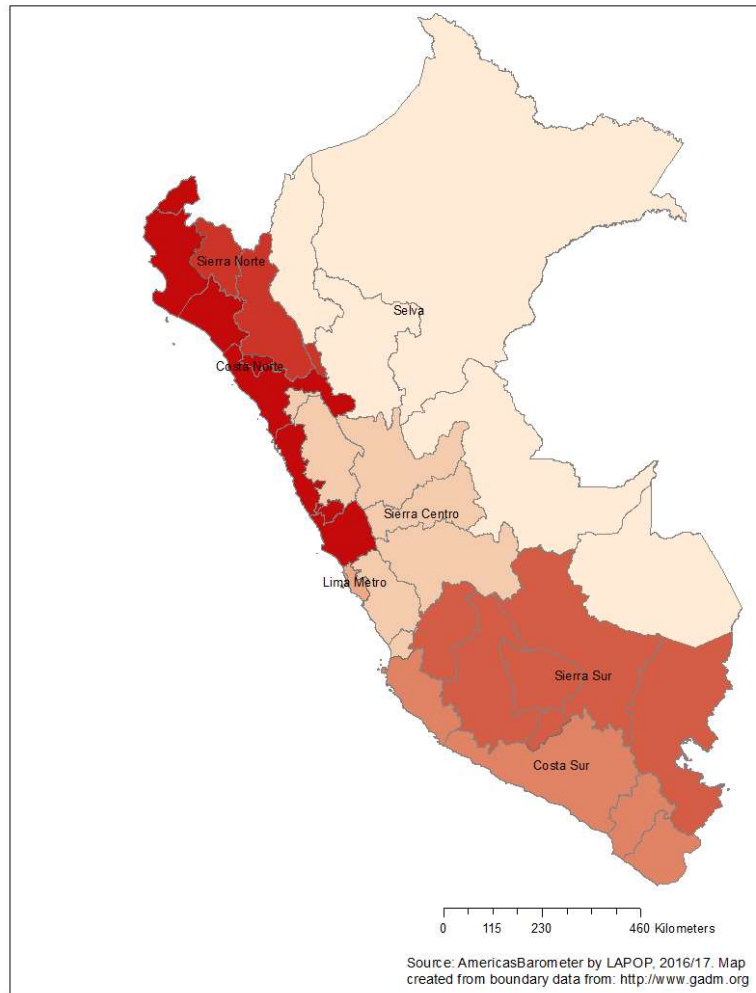 Sierra Norte
Selva
Costa Norte
Sierra Centro
Lima Metro
Sierra Sur
Costa Sur
0 115 230 460 Kilometers
Source: AmericasBarometer by LAPOP, 2016/17. Map
created from boundary data from: http://www.gadm.org